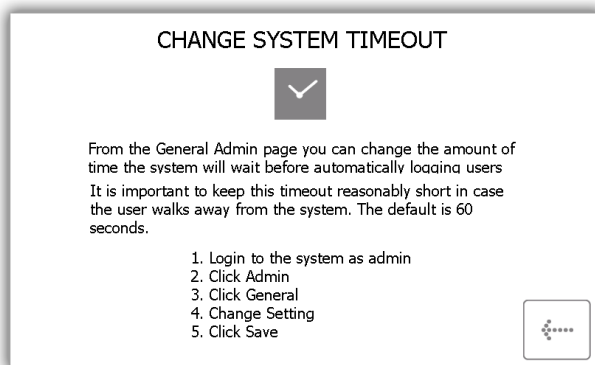 CHANGE SYSTEM TIMEOUT
From the General Admin page you can change the amount of
time the system will wait before automatically logging users
It is important to keep this timeout reasonably short in case
the user walks away from the system. The default is 60
seconds.
1. Login to the system as admin
2. Click Admin
3. Click General
4. Change Setting
5. Click Save